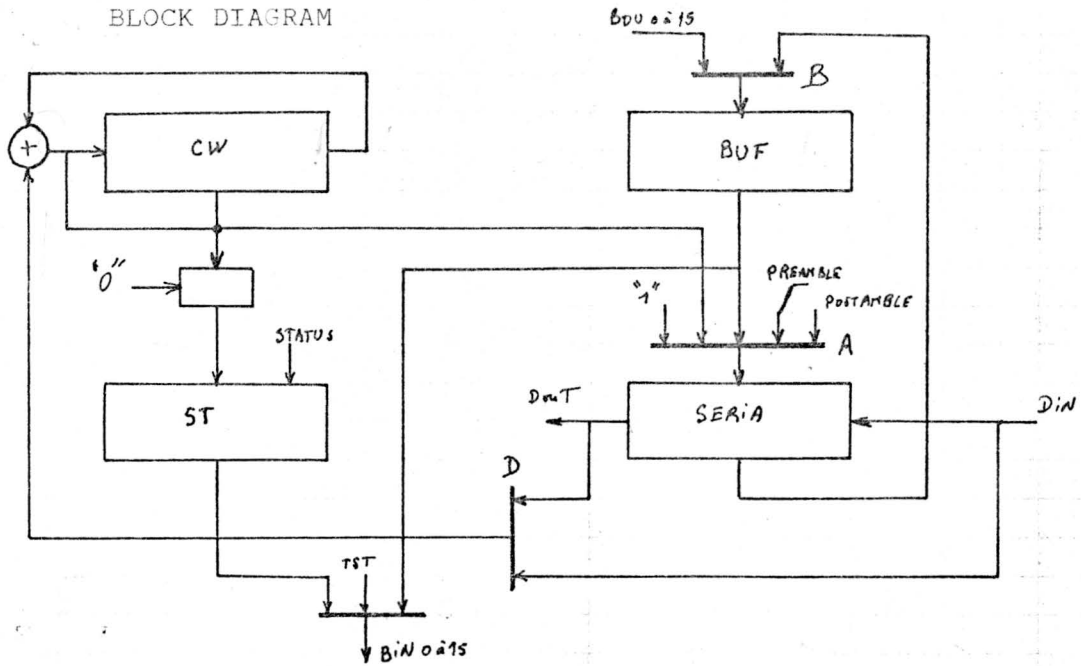 BLOCK DIAGRAM
BOU 0 à 15
B
+
CW
BUF
"0"
"1"
PREAMBLE
POSTAMBLE
A
STATUS
ST
DouT
SERiA
DiN
D
TST
BiN 0 à 15